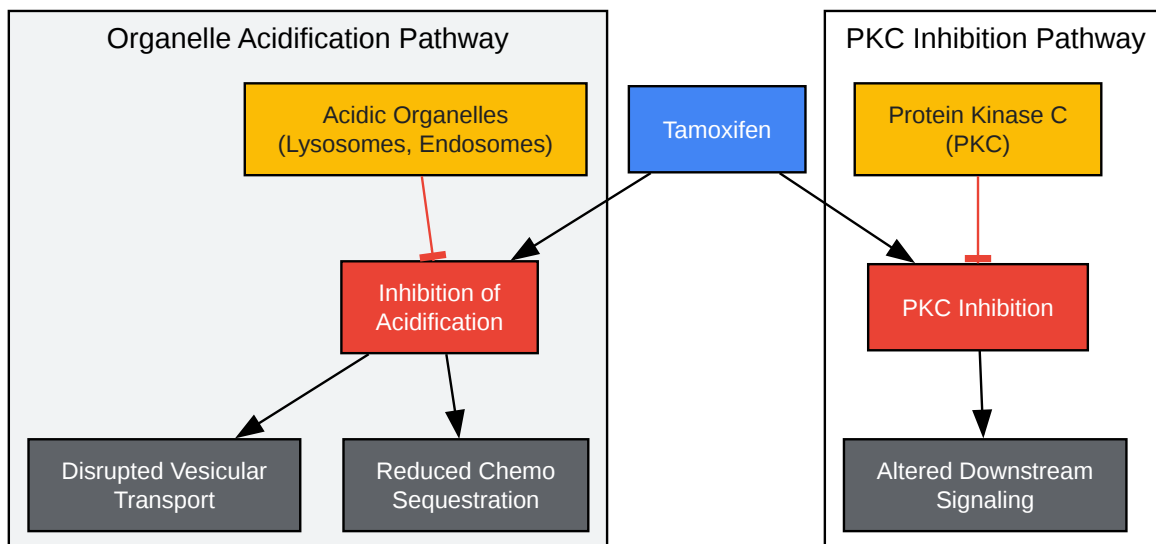 Organelle Acidification Pathway
PKC Inhibition Pathway
Acidic Organelles
(Lysosomes, Endosomes)
Tamoxifen
Protein Kinase C
(PKC)
Inhibition of
Acidification
PKC Inhibition
Disrupted Vesicular
Transport
Reduced Chemo
Sequestration
Altered Downstream
Signaling